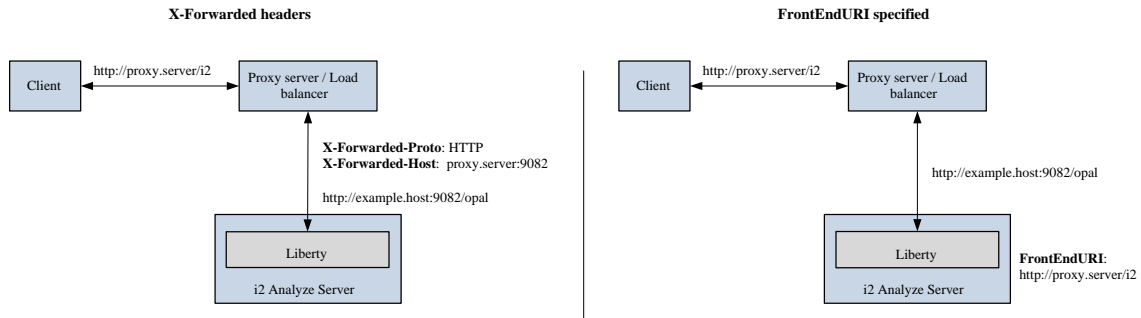 X-Forwarded headers
Client
http://proxy.server/i2
Proxy server / Load
balancer
X-Forwarded-Proto: HTTP
X-Forwarded-Host: proxy.server:9082
http://example.host:9082/opal
Liberty
i2 Analyze Server
FrontEndURI specified
Client
http://proxy.server/i2
Proxy server / Load
balancer
http://example.host:9082/opal
Liberty
i2 Analyze Server
FrontEndURI:
http://proxy.server/i2